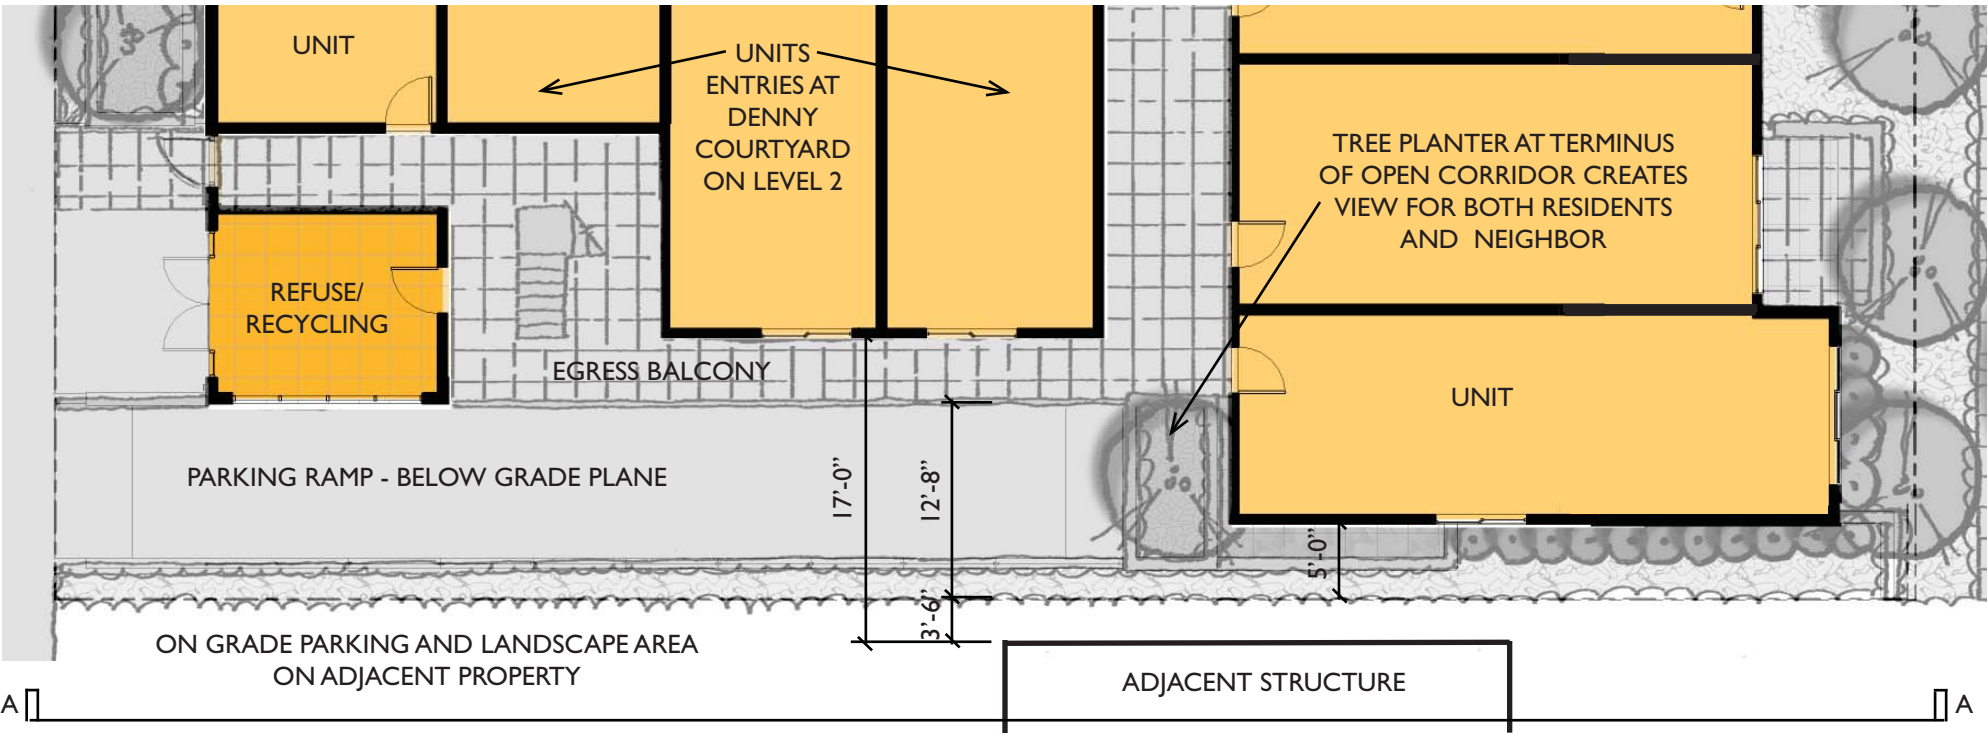 UNIT
UNITS
ENTRIES AT
DENNY
COURTYARD
ON LEVEL 2
TREE PLANTER AT TERMINUS
OF OPEN CORRIDOR CREATES
VIEW FOR BOTH RESIDENTS
AND NEIGHBOR
REFUSE/
RECYCLING
EGRESS BALCONY
UNIT
PARKING RAMP - BELOW GRADE PLANE
17'-0"
12'-8"
5'-0"
3'-6"
ON GRADE PARKING AND LANDSCAPE AREA
ON ADJACENT PROPERTY
ADJACENT STRUCTURE
A
A